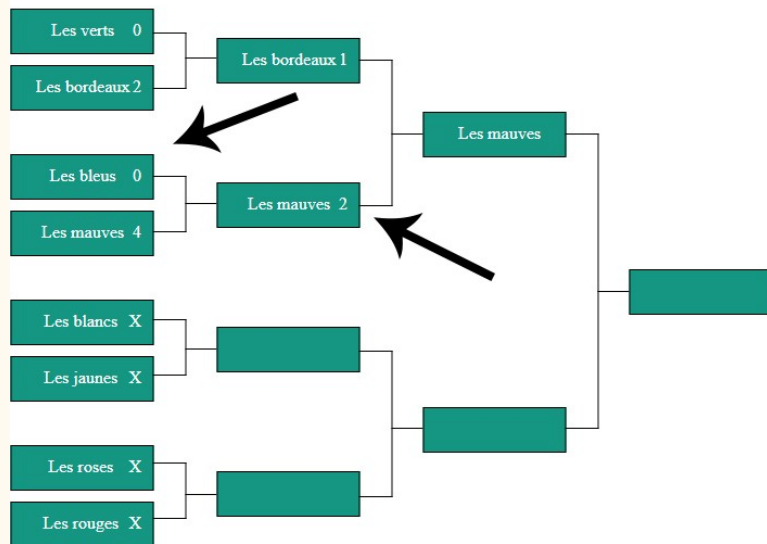 Les verts 0
Les bordeaux 2
Les bordeaux 1
Les bleus 0
Les mauves 4
Les mauves 2
Les mauves
Les blancs X
Les jaunes X
Les roses X
Les rouges X